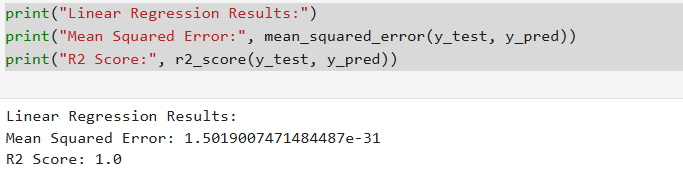 print("Linear Regression Results:")
print("Mean Squared Error:", mean_squared_error(y_test, y_pred))
print("R2 Score:", r2_score(y_test, y_pred))
Linear Regression Results:
Mean Squared Error: 1.5019007471484487e-31
R2 Score: 1.0